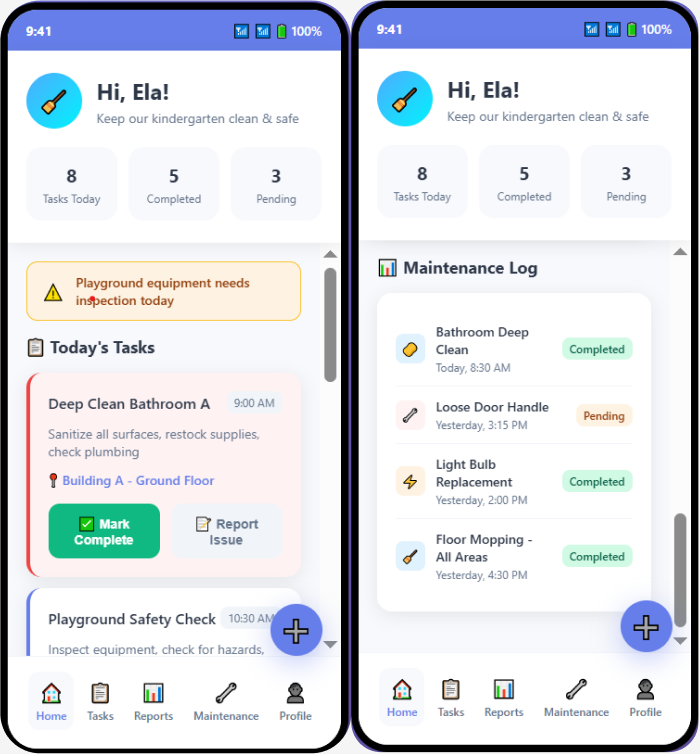 9:41
100%
Hi, Ela!
Keep our kindergarten clean & safe
8
Tasks Today
5
Completed
3
Pending
Playground equipment needs
inspection today
Today's Tasks
Deep Clean Bathroom A
9:00 AM
Sanitize all surfaces, restock supplies,
check plumbing
Building A - Ground Floor
Mark
Complete
Report
Issue
Playground Safety Check
10:30 AM
Inspect equipment, check for hazards,
Home
Tasks
Reports
Maintenance
Profile
9:41
100%
Hi, Ela!
Keep our kindergarten clean & safe
8
Tasks Today
5
Completed
3
Pending
Maintenance Log
Bathroom Deep
Clean
Today, 8:30 AM
Completed
Loose Door Handle
Yesterday, 3:15 PM
Pending
Light Bulb
Replacement
Yesterday, 2:00 PM
Completed
Floor Mopping -
All Areas
Yesterday, 4:30 PM
Completed
Home
Tasks
Reports
Maintenance
Profile